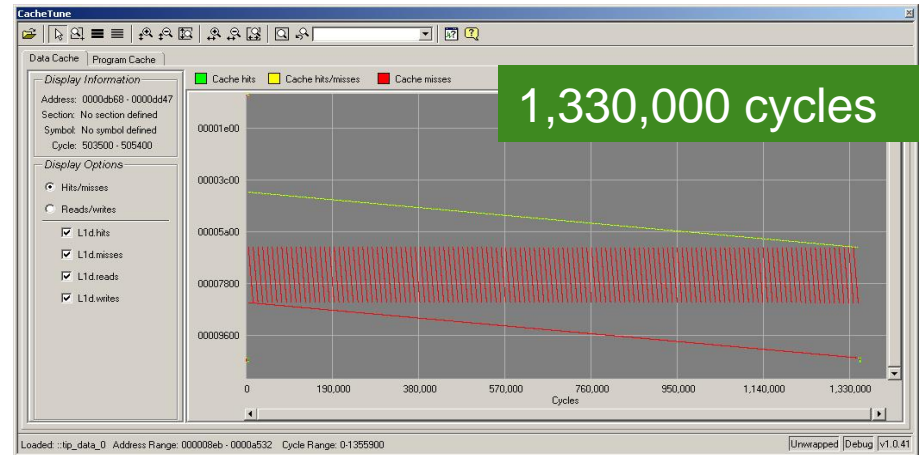 CacheTune
Data Cache Program Cache
Display Information
Address: 0000db68 - 0000dd47
Section: No section defined
Symbol: No symbol defined
Cycle: 503500 - 505400
Display Options
Hits/misses
Reads/writes
L1d.hits
L1d.misses
L1d.reads
L1d.writes
Cache hits Cache hits/misses Cache misses
1,330,000 cycles
00001e00
00003c00
00005a00
00007800
00009600
0 190,000 380,000 570,000 760,000 950,000 1,140,000 1,330,000
Cycles
Loaded: ::tip_data_0 Address Range: 000008eb - 0000a532 Cycle Range: 0-1355900 Unwrapped Debug v1.0.41